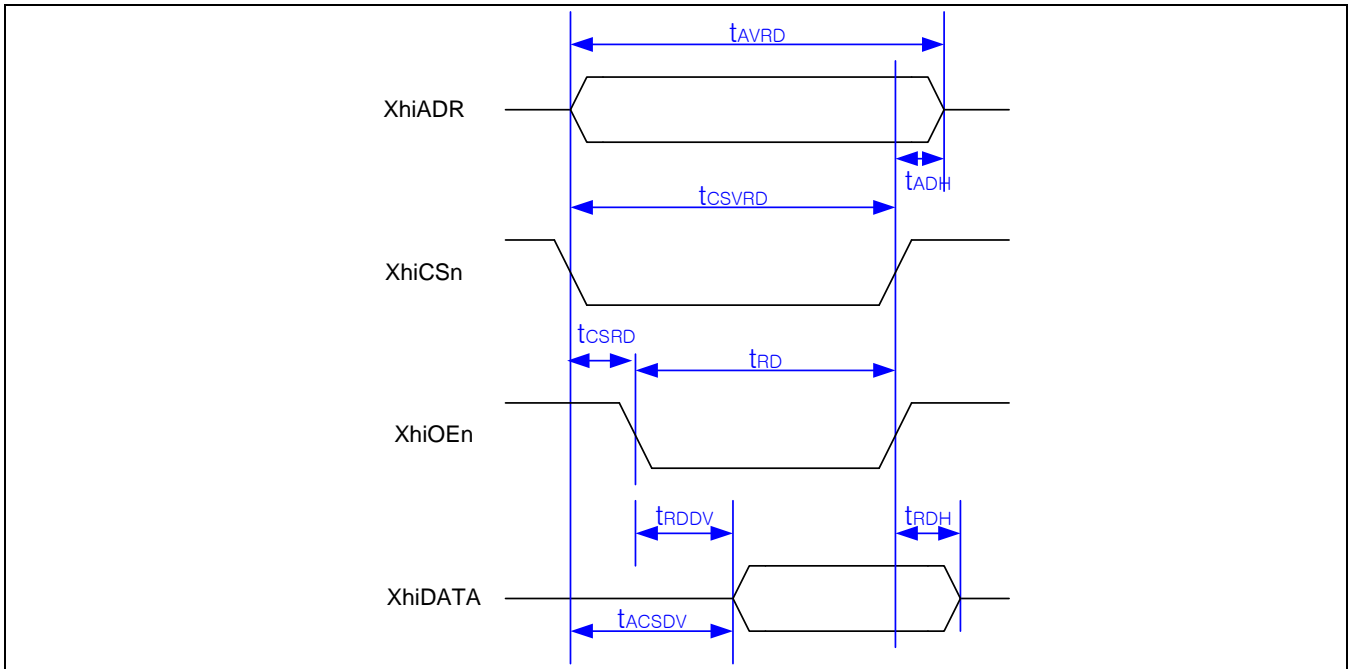 tAVRD
XhiADR
tADH
tCSVRD
XhiCSn
tCSRD
tRD
XhiOEn
tRDDV
tRDH
XhiDATA
tACSDV